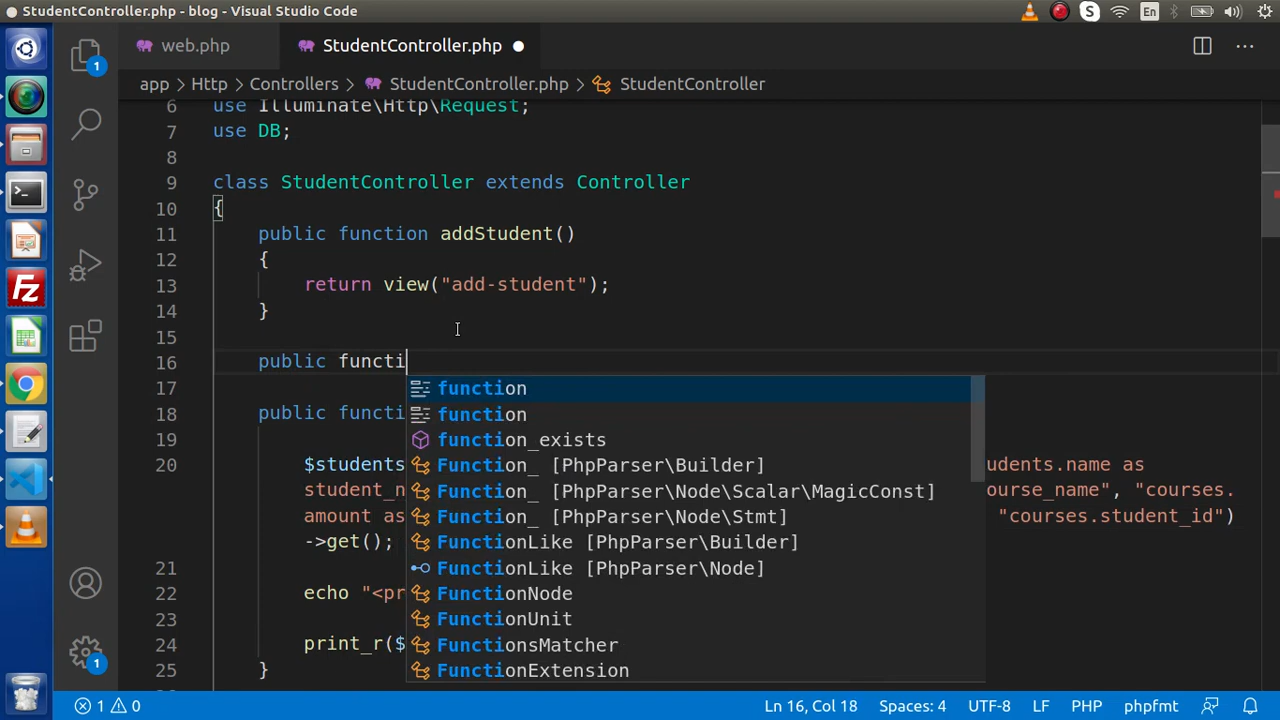 StudentController.php - blog - Visual Studio Code
En
web.php
StudentController.php
app > Http > Controllers > StudentController.php > StudentController
6 use Illuminate\Http\Request;
7 use DB;
8
9 class StudentController extends Controller
10 {
11 public function addStudent()
12 {
13 return view("add-student");
14 }
15
16 public functi
17 function
18 public functi function
19 function_exists
20 $students Function_ [PhpParser\Builder] udents.name as
student_n Function_ [PhpParser\Node\Scalar\MagicConst] ourse_name", "courses.
amount as Function_ [PhpParser\Node\Stmt] "courses.student_id")
->get(); FunctionLike [PhpParser\Builder]
21 FunctionLike [PhpParser\Node]
22 echo "<pr FunctionNode
23 FunctionUnit
24 print_r($ FunctionsMatcher
25 } FunctionExtension
1
1
1 0 Ln 16, Col 18 Spaces: 4 UTF-8 LF PHP phpfmt